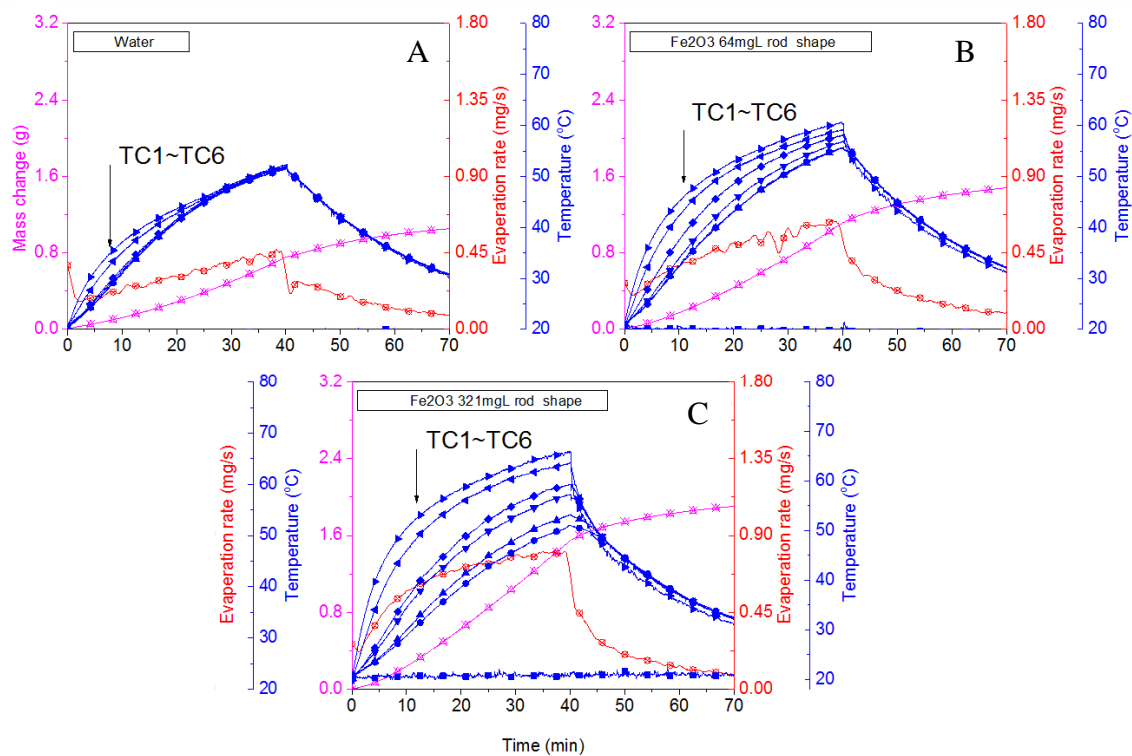 Water
A
TC1~TC6
Mass change (g)
3.2
2.4
1.6
0.8
0.0
0 10 20 30 40 50 60 70
1.80
1.35
0.90
0.45
0.00
Evaperation rate (mg/s)
Temperature (°C)
80
70
60
50
40
30
20
Fe2O3 64mgL rod shape
B
TC1~TC6
3.2
2.4
1.6
0.8
0.0
0 10 20 30 40 50 60 70
1.80
1.35
0.90
0.45
0.00
Evaperation rate (mg/s)
Temperature (°C)
80
70
60
50
40
30
20
Fe2O3 321mgL rod shape
C
TC1~TC6
Evaperation rate (mg/s)
Temperature (°C)
80
70
60
50
40
30
20
3.2
2.4
1.6
0.8
0.0
0 10 20 30 40 50 60 70
1.80
1.35
0.90
0.45
0.00
Evaperation rate (mg/s)
Temperature (°C)
80
70
60
50
40
30
20
Time (min)